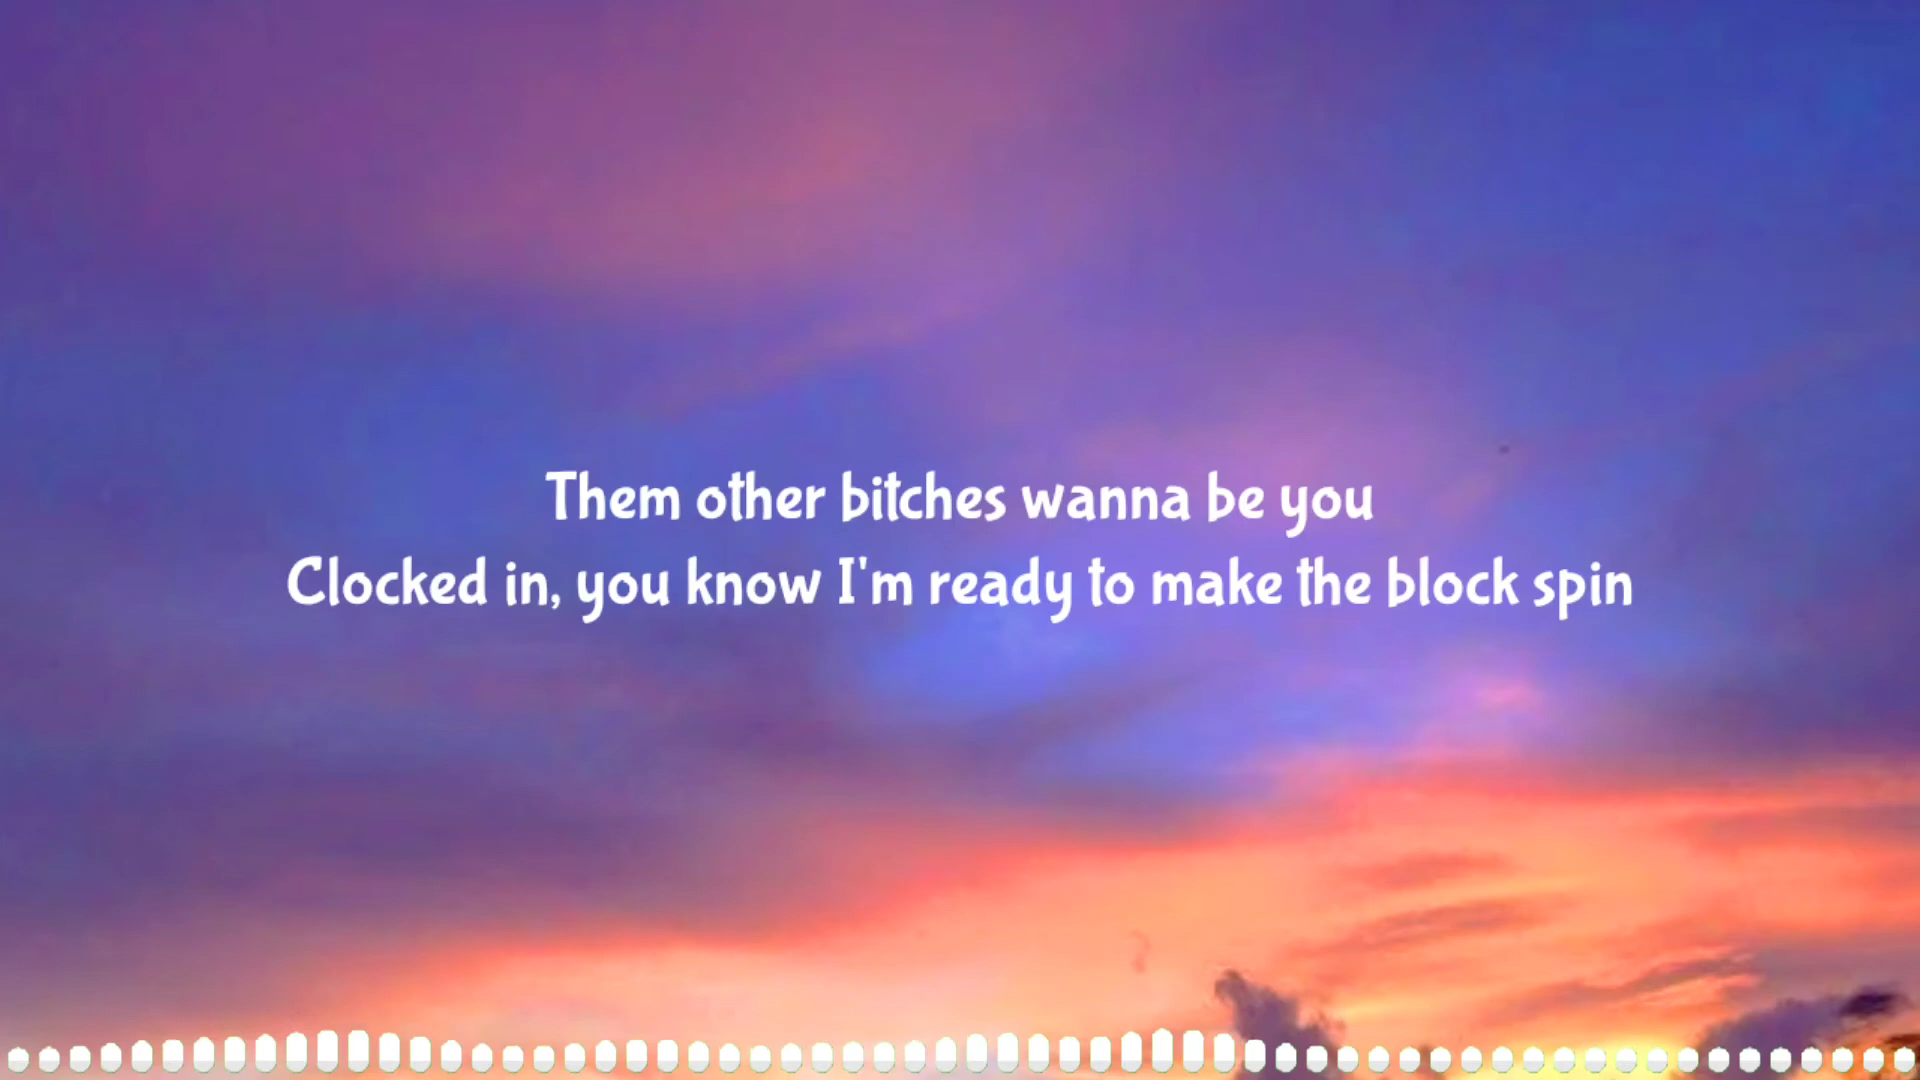 Them other bitches wanna be you
Clocked in, you know I'm ready to make the block spin